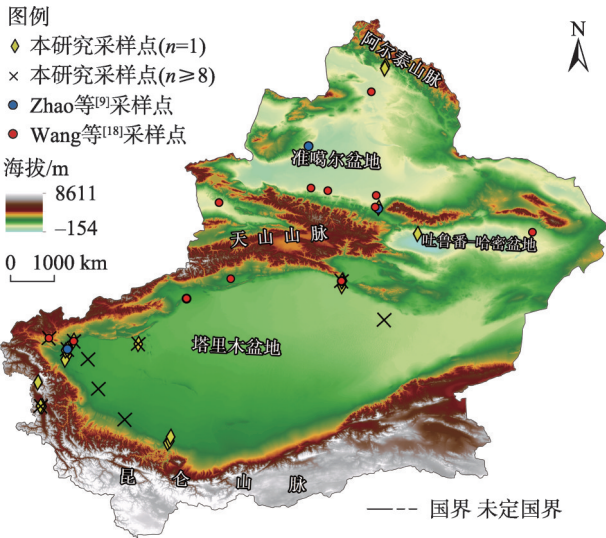 图例
本研究采样点(n=1)
本研究采样点(n≥8)
Zhao等[9]采样点
Wang等[18]采样点
海拔/m
8611
–154
0 1000 km
N
阿尔泰山脉
准噶尔盆地
天山山脉
吐鲁番-哈密盆地
塔里木盆地
昆仑山脉
国界 未定国界